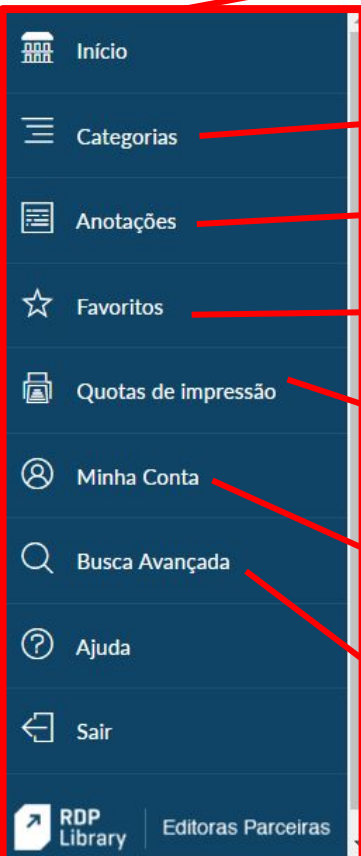 Início
Categorias
Anotações
Favoritos
Quotas de impressão
Minha Conta
Busca Avançada
Ajuda
Sair
RDP
Library
Editoras Parceiras